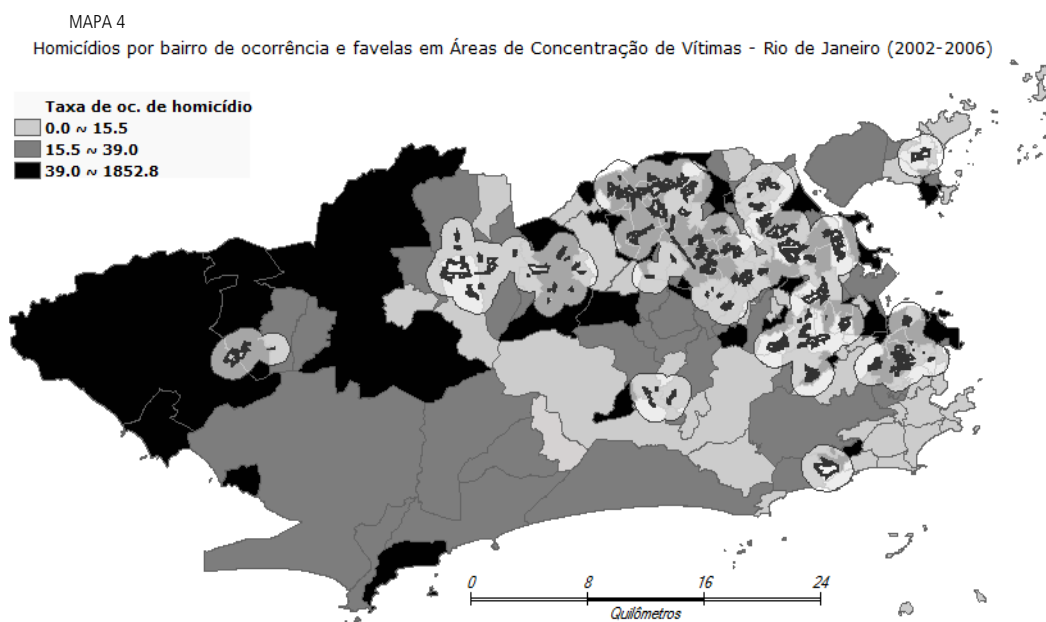 MAPA 4
Homicídios por bairro de ocorrência e favelas em Áreas de Concentração de Vítimas - Rio de Janeiro (2002-2006)
Taxa de oc. de homicídio
0.0 ~ 15.5
15.5 ~ 39.0
39.0 ~ 1852.8
0 8 16 24
Quilômetros